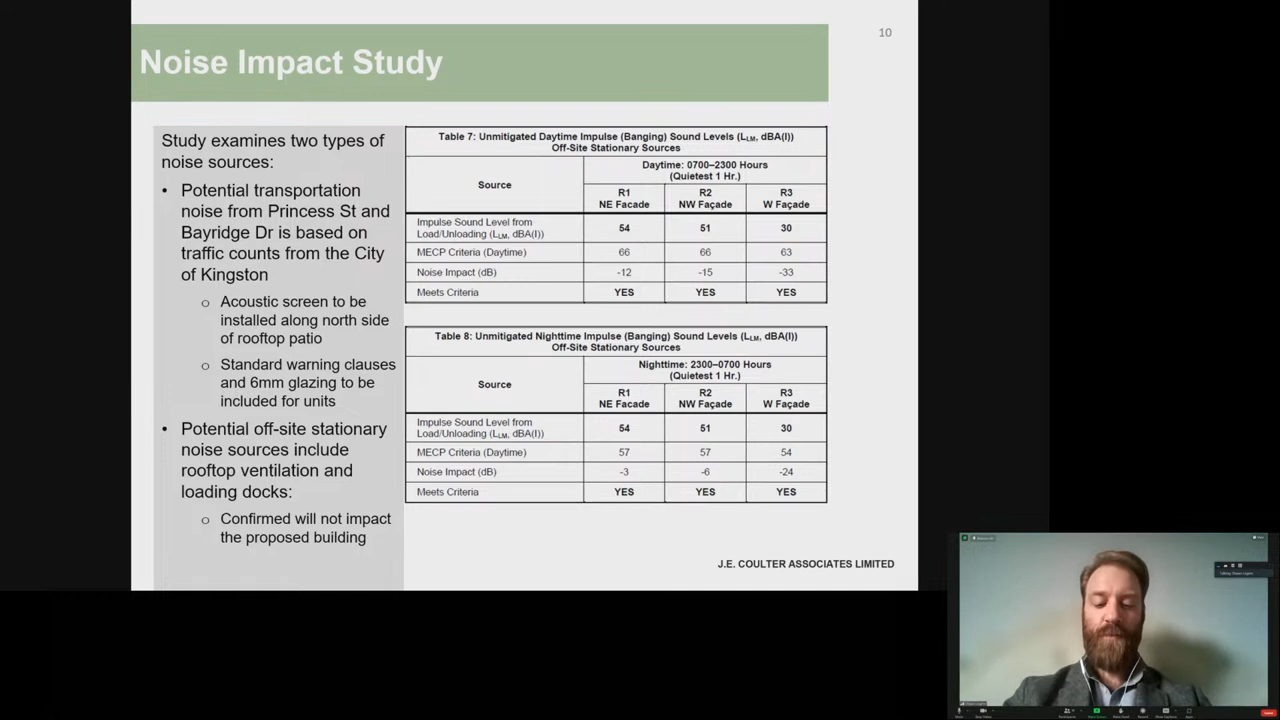 10
Noise Impact Study
Study examines two types of
noise sources:
• Potential transportation
noise from Princess St and
Bayridge Dr is based on
traffic counts from the City
of Kingston
o Acoustic screen to be
installed along north side
of rooftop patio
o Standard warning clauses
and 6mm glazing to be
included for units
• Potential off-site stationary
noise sources include
rooftop ventilation and
loading docks:
o Confirmed will not impact
the proposed building
Table 7: Unmitigated Daytime Impulse (Banging) Sound Levels (LLM, dBA(I))
Off-Site Stationary Sources
Source
Daytime: 0700–2300 Hours
(Quietest 1 Hr.)
R1 R2 R3
NE Facade NW Façade W Façade
Impulse Sound Level from
Load/Unloading (LLM, dBA(I)) 54 51 30
MECP Criteria (Daytime) 66 66 63
Noise Impact (dB) -12 -15 -33
Meets Criteria YES YES YES
Table 8: Unmitigated Nighttime Impulse (Banging) Sound Levels (LLM, dBA(I))
Off-Site Stationary Sources
Source
Nighttime: 2300–0700 Hours
(Quietest 1 Hr.)
R1 R2 R3
NE Facade NW Façade W Façade
Impulse Sound Level from
Load/Unloading (LLM, dBA(I)) 54 51 30
MECP Criteria (Daytime) 57 57 54
Noise Impact (dB) -3 -6 -24
Meets Criteria YES YES YES
J.E. COULTER ASSOCIATES LIMITED